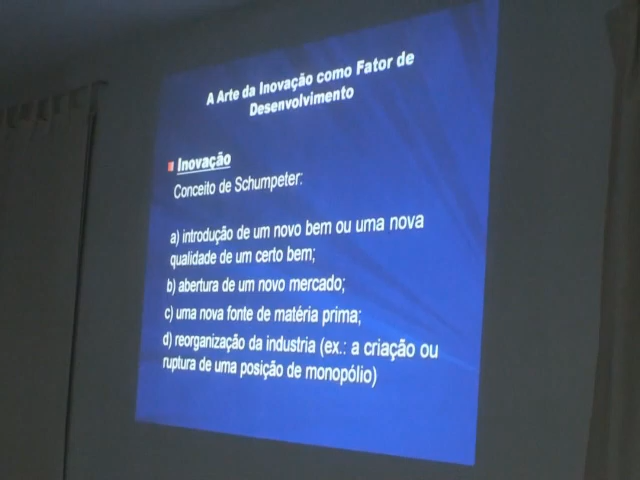 A Arte da Inovação como Fator de
Desenvolvimento
Inovação
Conceito de Schumpeter:
a) introdução de um novo bem ou uma nova
qualidade de um certo bem;
b) abertura de um novo mercado;
c) uma nova fonte de matéria prima;
d) reorganização da industria (ex.: a criação ou
ruptura de uma posição de monopólio)